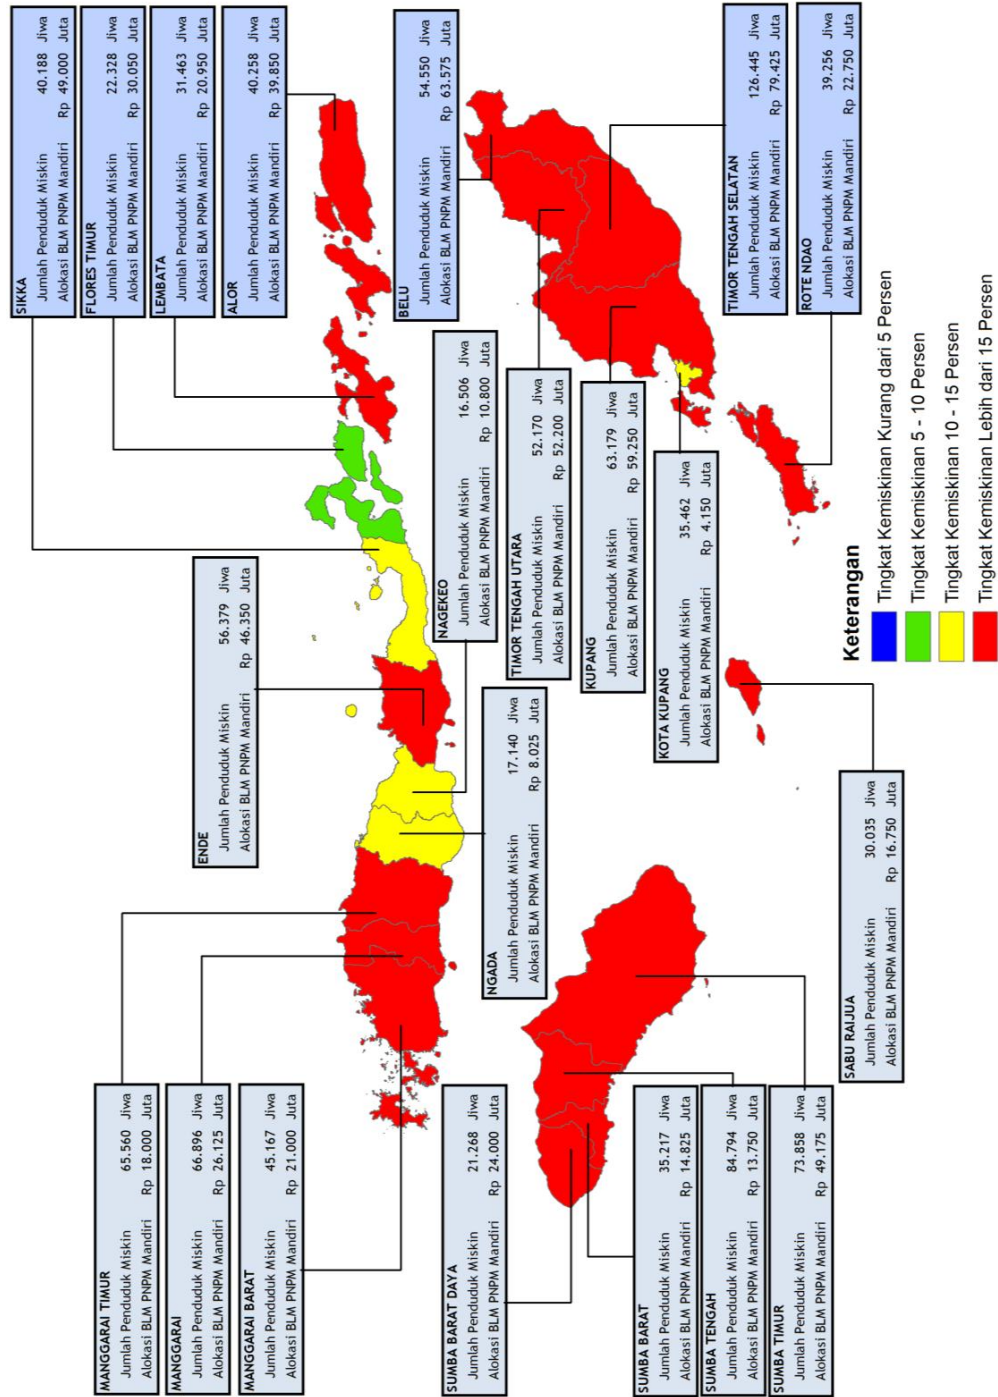 SIKKA
Jumlah Penduduk Miskin 40.188 Jiwa
Alokasi BLM PNPM Mandiri Rp 49.000 Juta
FLORES TIMUR
Jumlah Penduduk Miskin 22.328 Jiwa
Alokasi BLM PNPM Mandiri Rp 30.050 Juta
LEMBATA
Jumlah Penduduk Miskin 31.463 Jiwa
Alokasi BLM PNPM Mandiri Rp 20.950 Juta
ALOR
Jumlah Penduduk Miskin 40.258 Jiwa
Alokasi BLM PNPM Mandiri Rp 39.850 Juta
BELU
Jumlah Penduduk Miskin 54.550 Jiwa
Alokasi BLM PNPM Mandiri Rp 63.575 Juta
TIMOR TENGAH SELATAN
Jumlah Penduduk Miskin 126.445 Jiwa
Alokasi BLM PNPM Mandiri Rp 79.425 Juta
ROTE NDAO
Jumlah Penduduk Miskin 39.256 Jiwa
Alokasi BLM PNPM Mandiri Rp 22.750 Juta
ENDE
Jumlah Penduduk Miskin 56.379 Jiwa
Alokasi BLM PNPM Mandiri Rp 46.350 Juta
NAGEKEO
Jumlah Penduduk Miskin 16.506 Jiwa
Alokasi BLM PNPM Mandiri Rp 10.800 Juta
TIMOR TENGAH UTARA
Jumlah Penduduk Miskin 52.170 Jiwa
Alokasi BLM PNPM Mandiri Rp 52.200 Juta
KUPANG
Jumlah Penduduk Miskin 63.179 Jiwa
Alokasi BLM PNPM Mandiri Rp 59.250 Juta
KOTA KUPANG
Jumlah Penduduk Miskin 35.462 Jiwa
Alokasi BLM PNPM Mandiri Rp 4.150 Juta
NGADA
Jumlah Penduduk Miskin 17.140 Jiwa
Alokasi BLM PNPM Mandiri Rp 8.025 Juta
SABU RAIJUA
Jumlah Penduduk Miskin 30.035 Jiwa
Alokasi BLM PNPM Mandiri Rp 16.750 Juta
MANGGARAI TIMUR
Jumlah Penduduk Miskin 65.560 Jiwa
Alokasi BLM PNPM Mandiri Rp 18.000 Juta
MANGGARAI
Jumlah Penduduk Miskin 66.896 Jiwa
Alokasi BLM PNPM Mandiri Rp 26.125 Juta
MANGGARAI BARAT
Jumlah Penduduk Miskin 45.167 Jiwa
Alokasi BLM PNPM Mandiri Rp 21.000 Juta
SUMBA BARAT DAYA
Jumlah Penduduk Miskin 21.268 Jiwa
Alokasi BLM PNPM Mandiri Rp 24.000 Juta
SUMBA BARAT
Jumlah Penduduk Miskin 35.217 Jiwa
Alokasi BLM PNPM Mandiri Rp 14.825 Juta
SUMBA TENGAH
Jumlah Penduduk Miskin 84.794 Jiwa
Alokasi BLM PNPM Mandiri Rp 13.750 Juta
SUMBA TIMUR
Jumlah Penduduk Miskin 73.858 Jiwa
Alokasi BLM PNPM Mandiri Rp 49.175 Juta
Keterangan
Tingkat Kemiskinan Kurang dari 5 Persen
Tingkat Kemiskinan 5 - 10 Persen
Tingkat Kemiskinan 10 - 15 Persen
Tingkat Kemiskinan Lebih dari 15 Persen